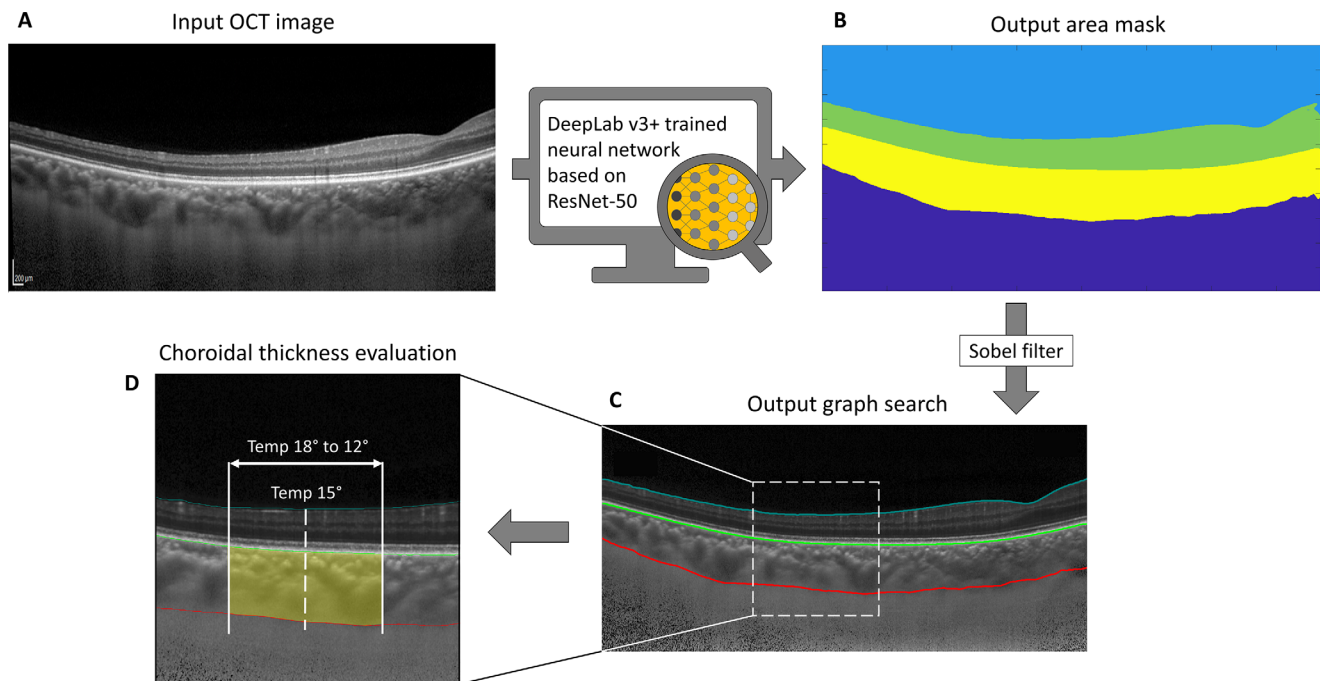 A
Input OCT image
200 μm
DeepLab v3+ trained
neural network
based on
ResNet-50
B
Output area mask
Sobel filter
C
Output graph search
Choroidal thickness evaluation
D
Temp 18° to 12°
Temp 15°